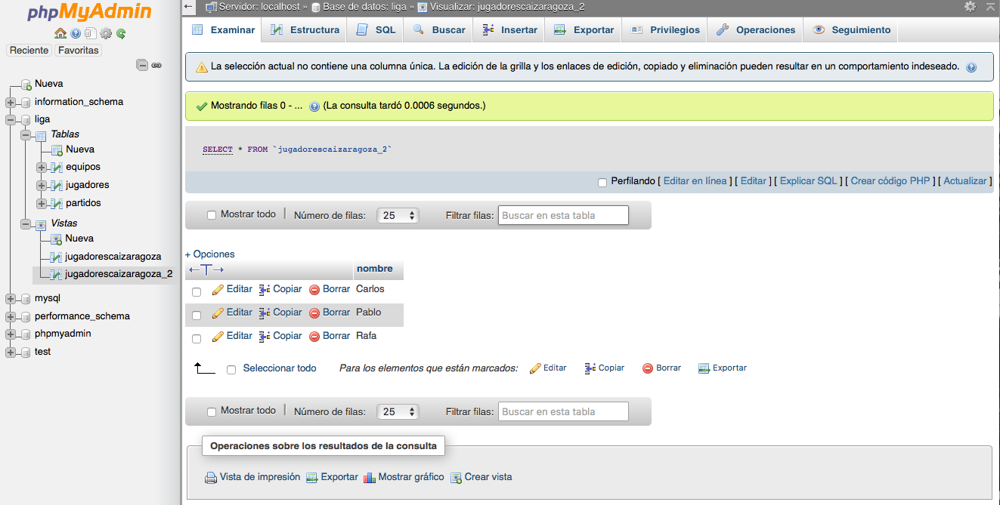 phpMyAdmin
Reciente Favoritas
Nueva
information_schema
liga
Tablas
Nueva
equipos
jugadores
partidos
Vistas
Nueva
jugadorescaizaragoza
jugadorescaizaragoza_2
mysql
performance_schema
phpmyadmin
test
Servidor: localhost » Base de datos: liga » Visualizar: jugadorescaizaragoza_2
Examinar Estructura SQL Buscar Insertar Exportar Privilegios Operaciones Seguimiento
La selección actual no contiene una columna única. La edición de la grilla y los enlaces de edición, copiado y eliminación pueden resultar en un comportamiento indeseado.
Mostrando filas 0 - ... (La consulta tardó 0.0006 segundos.)
SELECT * FROM `jugadorescaizaragoza_2`
Perfilando [ Editar en línea ] [ Editar ] [ Explicar SQL ] [ Crear código PHP ] [ Actualizar ]
Mostrar todo | Número de filas: 25 Filtrar filas: Buscar en esta tabla
+ Opciones
←T→ nombre
Editar Copiar Borrar Carlos
Editar Copiar Borrar Pablo
Editar Copiar Borrar Rafa
Seleccionar todo Para los elementos que están marcados: Editar Copiar Borrar Exportar
Mostrar todo | Número de filas: 25 Filtrar filas: Buscar en esta tabla
Operaciones sobre los resultados de la consulta
Vista de impresión Exportar Mostrar gráfico Crear vista